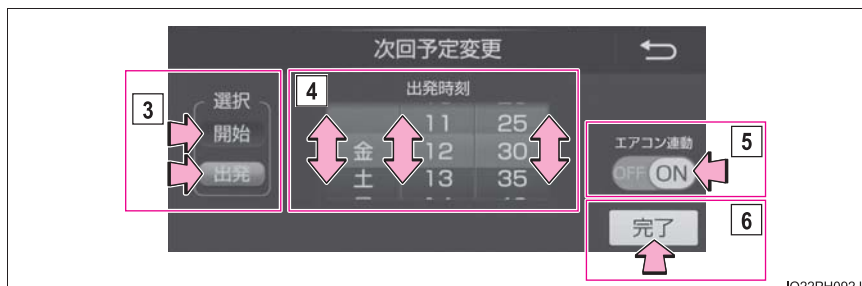 次回予定変更
3
選択
開始
出発
4
出発時刻
11 25
金 12 30
土 13 35
5
エアコン連動
OFF ON
6
完了